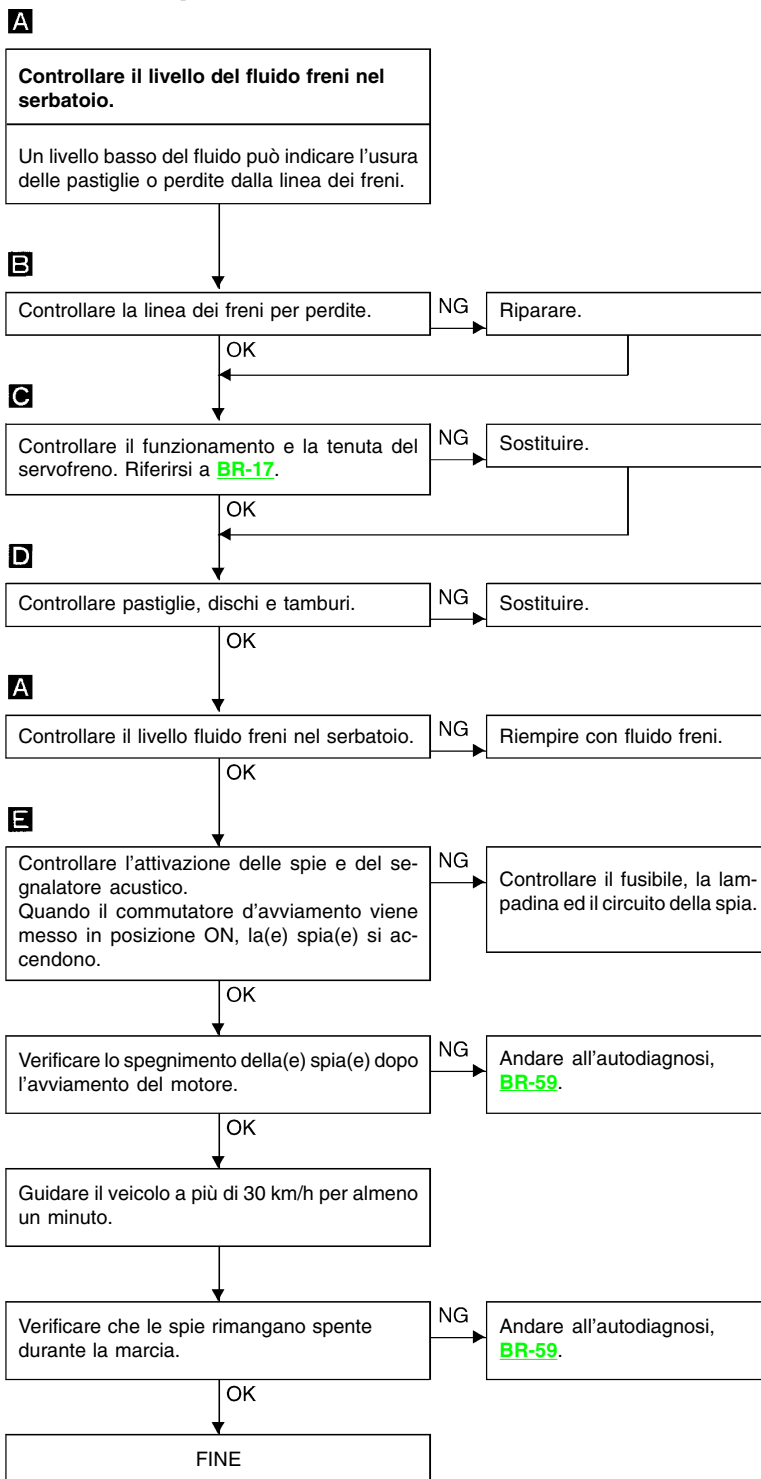 A
Controllare il livello del fluido freni nel
serbatoio.
Un livello basso del fluido può indicare l'usura
delle pastiglie o perdite dalla linea dei freni.
B
Controllare la linea dei freni per perdite.
NG
Riparare.
OK
C
Controllare il funzionamento e la tenuta del
servofreno. Riferirsi a BR-17.
NG
Sostituire.
OK
D
Controllare pastiglie, dischi e tamburi.
NG
Sostituire.
OK
A
Controllare il livello fluido freni nel serbatoio.
NG
Riempire con fluido freni.
OK
E
Controllare l'attivazione delle spie e del se-
gnalatore acustico.
Quando il commutatore d'avviamento viene
messo in posizione ON, la(e) spia(e) si ac-
cendono.
NG
Controllare il fusibile, la lam-
padina ed il circuito della spia.
OK
Verificare lo spegnimento della(e) spia(e) dopo
l'avviamento del motore.
NG
Andare all'autodiagnosi,
BR-59.
OK
Guidare il veicolo a più di 30 km/h per almeno
un minuto.
Verificare che le spie rimangano spente
durante la marcia.
NG
Andare all'autodiagnosi,
BR-59.
OK
FINE